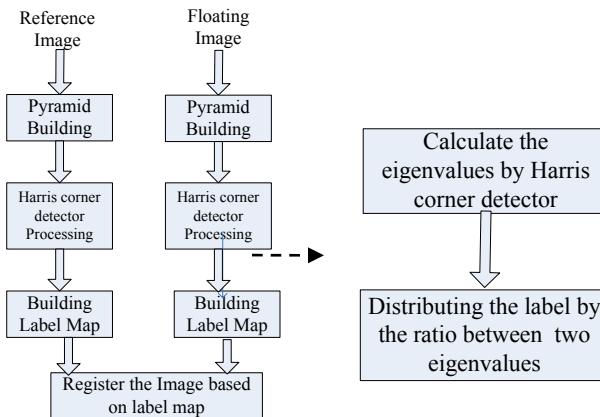 Reference
Image
Floating
Image
Pyramid
Building
Pyramid
Building
Harris corner
detector
Processing
Harris corner
detector
Processing
Building
Label Map
Building
Label Map
Register the Image based
on label map
Calculate the
eigenvalues by Harris
corner detector
Distributing the label by
the ratio between two
eigenvalues